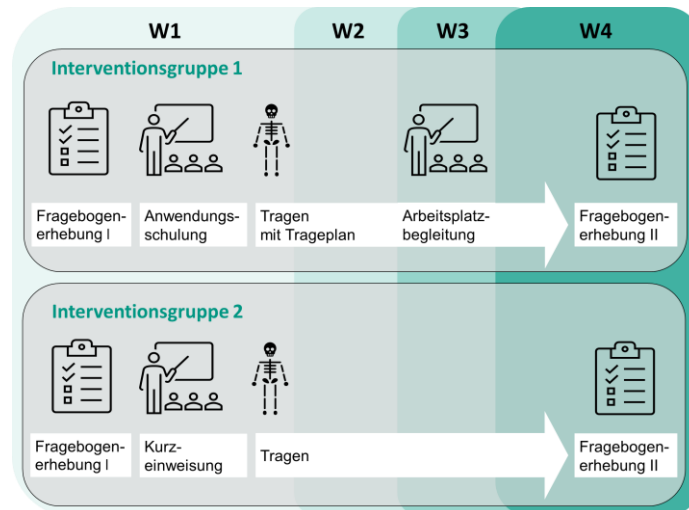 W1 W2 W3 W4
Interventionsgruppe 1
Fragebogen-
erhebung I
Anwendungs-
schulung
Tragen
mit Trageplan
Arbeitsplatz-
begleitung
Fragebogen-
erhebung II
Interventionsgruppe 2
Fragebogen-
erhebung I
Kurz-
einweisung
Tragen
Fragebogen-
erhebung II